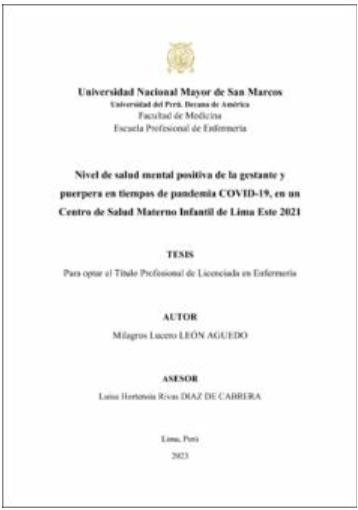 Universidad Nacional Mayor de San Marcos
Universidad del Perú. Decana de América
Facultad de Medicina
Escuela Profesional de Enfermería
Nivel de salud mental positiva de la gestante y
puerpera en tiempos de pandemia COVID-19, en un
Centro de Salud Materno Infantil de Lima Este 2021
TESIS
Para optar el Título Profesional de Licenciada en Enfermería
AUTOR
Milagros Lucero LEÓN AGUEDO
ASESOR
Luisa Hortensia Rivas DIAZ DE CABRERA
Lima, Perú
2023